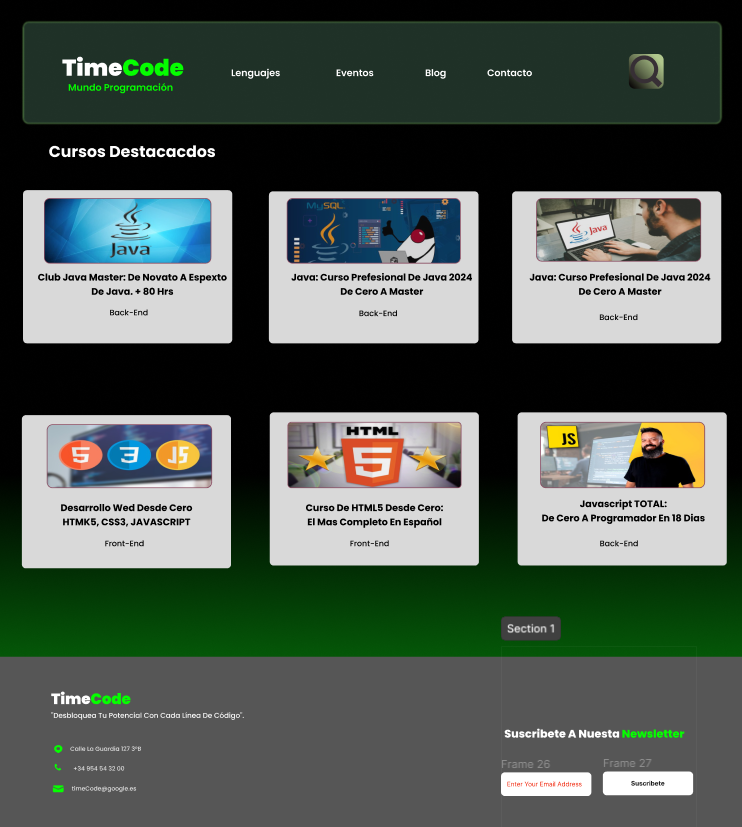 TimeCode
Mundo Programación
Lenguajes
Eventos
Blog
Contacto
Cursos Destacacdos
Java
MySQL
Java
Club Java Master: De Novato A Espexto
De Java. + 80 Hrs
Back-End
Java: Curso Prefesional De Java 2024
De Cero A Master
Back-End
Java: Curso Prefesional De Java 2024
De Cero A Master
Back-End
5 3 JS
HTML
5
JS
Desarrollo Wed Desde Cero
HTMK5, CSS3, JAVASCRIPT
Front-End
Curso De HTML5 Desde Cero:
El Mas Completo En Español
Front-End
Javascript TOTAL:
De Cero A Programador En 18 Dias
Back-End
Section 1
TimeCode
"Desbloquea Tu Potencial Con Cada Línea De Código".
Calle La Guardia 127 3ºB
+34 954 54 32 00
timeCode@google.es
Suscribete A Nuesta Newsletter
Frame 26
Frame 27
Enter Your Email Address
Suscribete